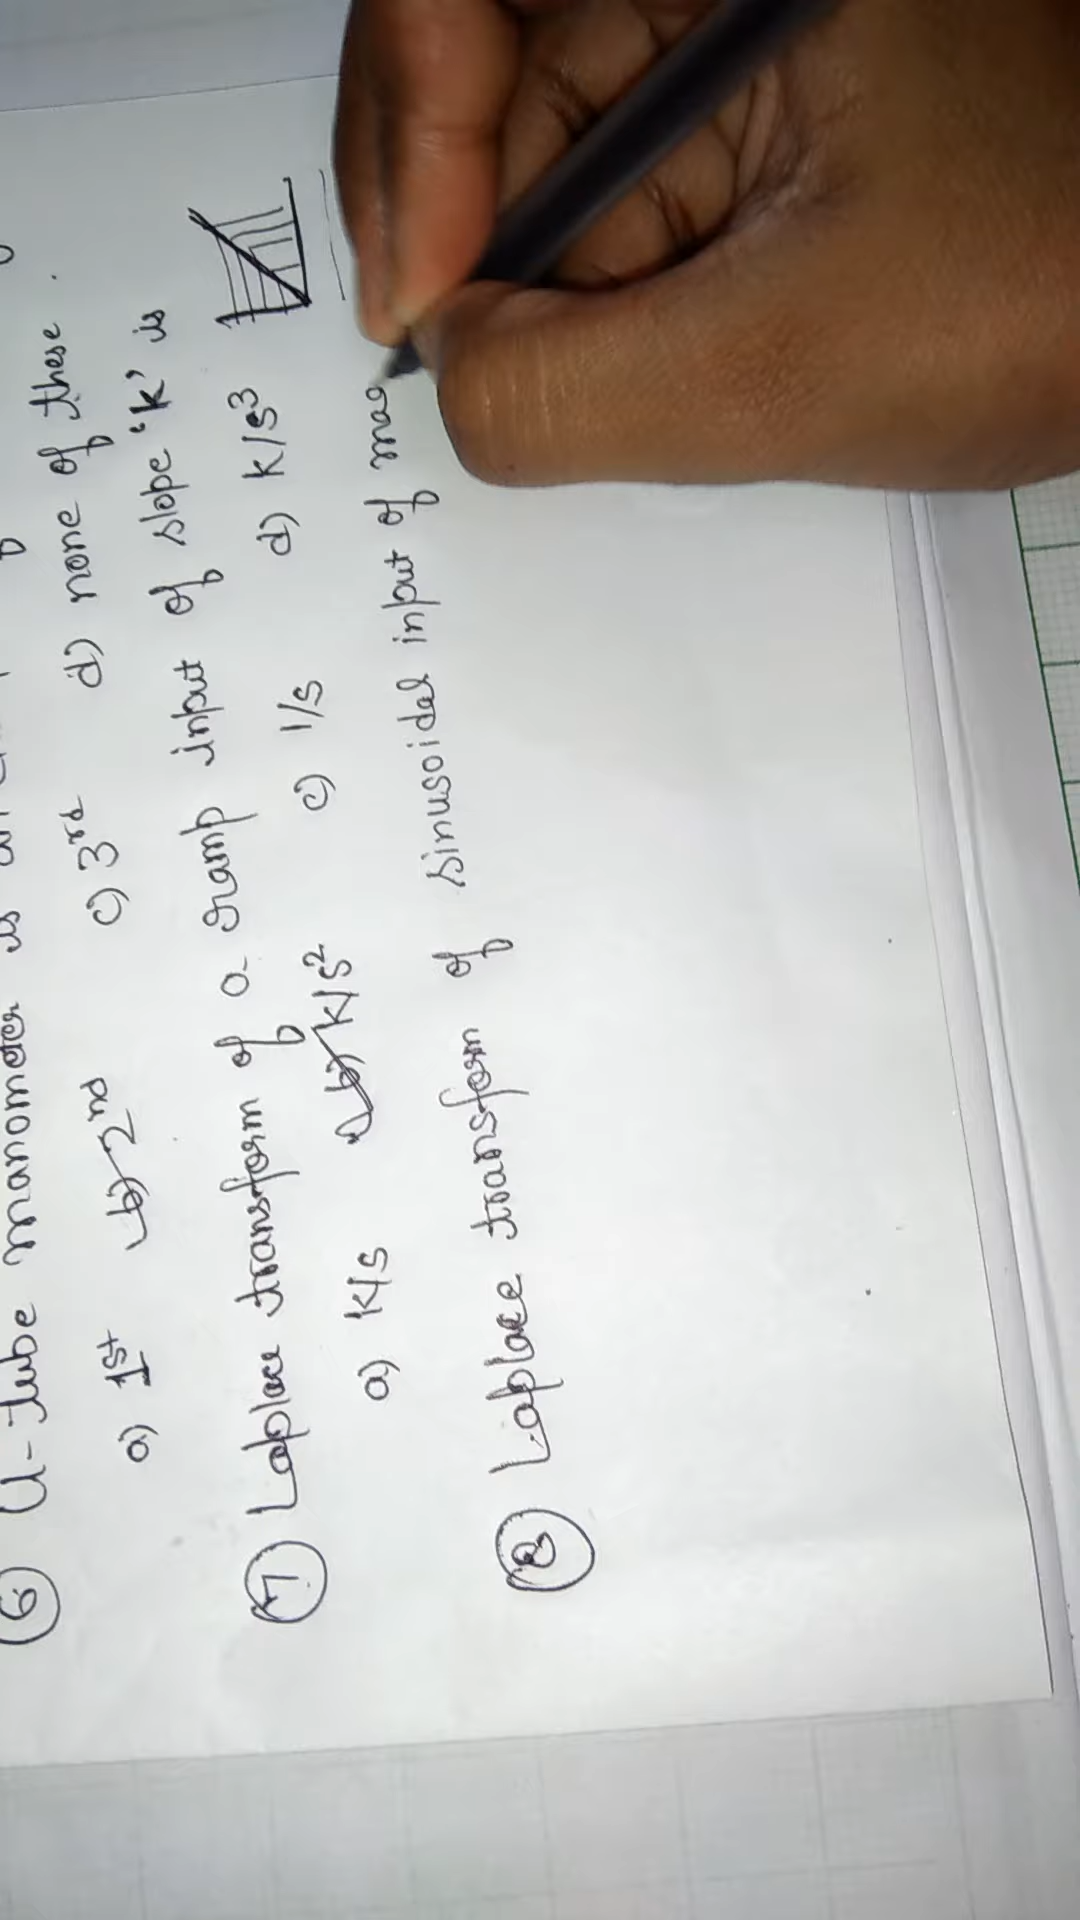 ⑥ U-tube manometer is
a) 1st b) 2nd c) 3rd d) none of these.
⑦ Laplace transform of a ramp input of slope 'k' is
a) k/s b) k/s² c) 1/s d) k/s³
⑧ Laplace transform of sinusoidal input of